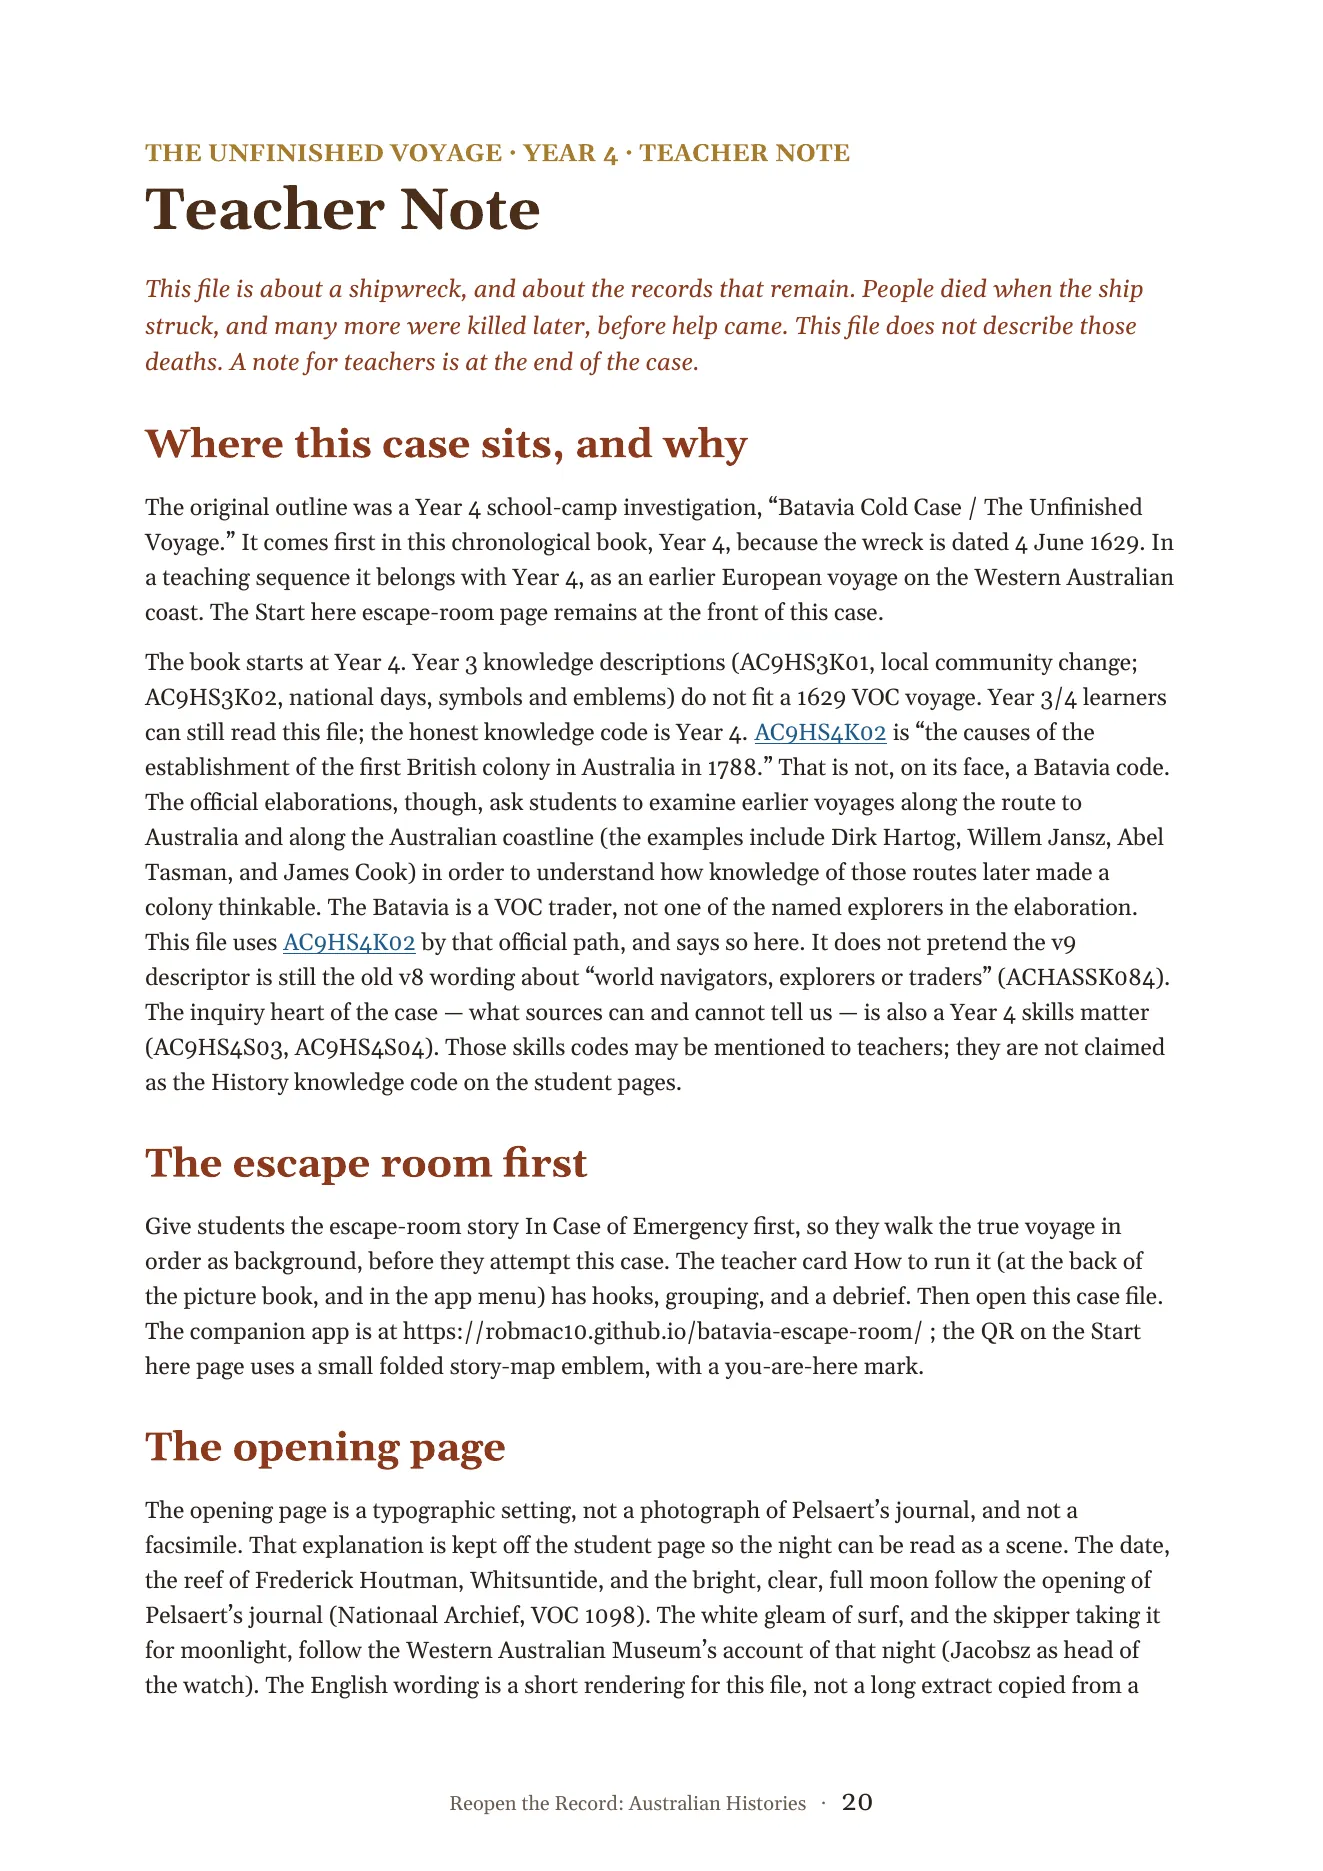 THE UNFINISHED VOYAGE · YEAR 4 · TEACHER NOTE
Teacher Note
This file is about a shipwreck, and about the records that remain. People died when the ship
struck, and many more were killed later, before help came. This file does not describe those
deaths. A note for teachers is at the end of the case.
Where this case sits, and why
The original outline was a Year 4 school-camp investigation, “Batavia Cold Case / The Unfinished
Voyage.” It comes first in this chronological book, Year 4, because the wreck is dated 4 June 1629. In
a teaching sequence it belongs with Year 4, as an earlier European voyage on the Western Australian
coast. The Start here escape-room page remains at the front of this case.
The book starts at Year 4. Year 3 knowledge descriptions (AC9HS3K01, local community change;
AC9HS3K02, national days, symbols and emblems) do not fit a 1629 VOC voyage. Year 3/4 learners
can still read this file; the honest knowledge code is Year 4. AC9HS4K02 is “the causes of the
establishment of the first British colony in Australia in 1788.” That is not, on its face, a Batavia code.
The official elaborations, though, ask students to examine earlier voyages along the route to
Australia and along the Australian coastline (the examples include Dirk Hartog, Willem Jansz, Abel
Tasman, and James Cook) in order to understand how knowledge of those routes later made a
colony thinkable. The Batavia is a VOC trader, not one of the named explorers in the elaboration.
This file uses AC9HS4K02 by that official path, and says so here. It does not pretend the v9
descriptor is still the old v8 wording about “world navigators, explorers or traders” (ACHASSK084).
The inquiry heart of the case — what sources can and cannot tell us — is also a Year 4 skills matter
(AC9HS4S03, AC9HS4S04). Those skills codes may be mentioned to teachers; they are not claimed
as the History knowledge code on the student pages.
The escape room first
Give students the escape-room story In Case of Emergency first, so they walk the true voyage in
order as background, before they attempt this case. The teacher card How to run it (at the back of
the picture book, and in the app menu) has hooks, grouping, and a debrief. Then open this case file.
The companion app is at https://robmac10.github.io/batavia-escape-room/ ; the QR on the Start
here page uses a small folded story-map emblem, with a you-are-here mark.
The opening page
The opening page is a typographic setting, not a photograph of Pelsaert’s journal, and not a
facsimile. That explanation is kept off the student page so the night can be read as a scene. The date,
the reef of Frederick Houtman, Whitsuntide, and the bright, clear, full moon follow the opening of
Pelsaert’s journal (Nationaal Archief, VOC 1098). The white gleam of surf, and the skipper taking it
for moonlight, follow the Western Australian Museum’s account of that night (Jacobsz as head of
the watch). The English wording is a short rendering for this file, not a long extract copied from a
Reopen the Record: Australian Histories · 20